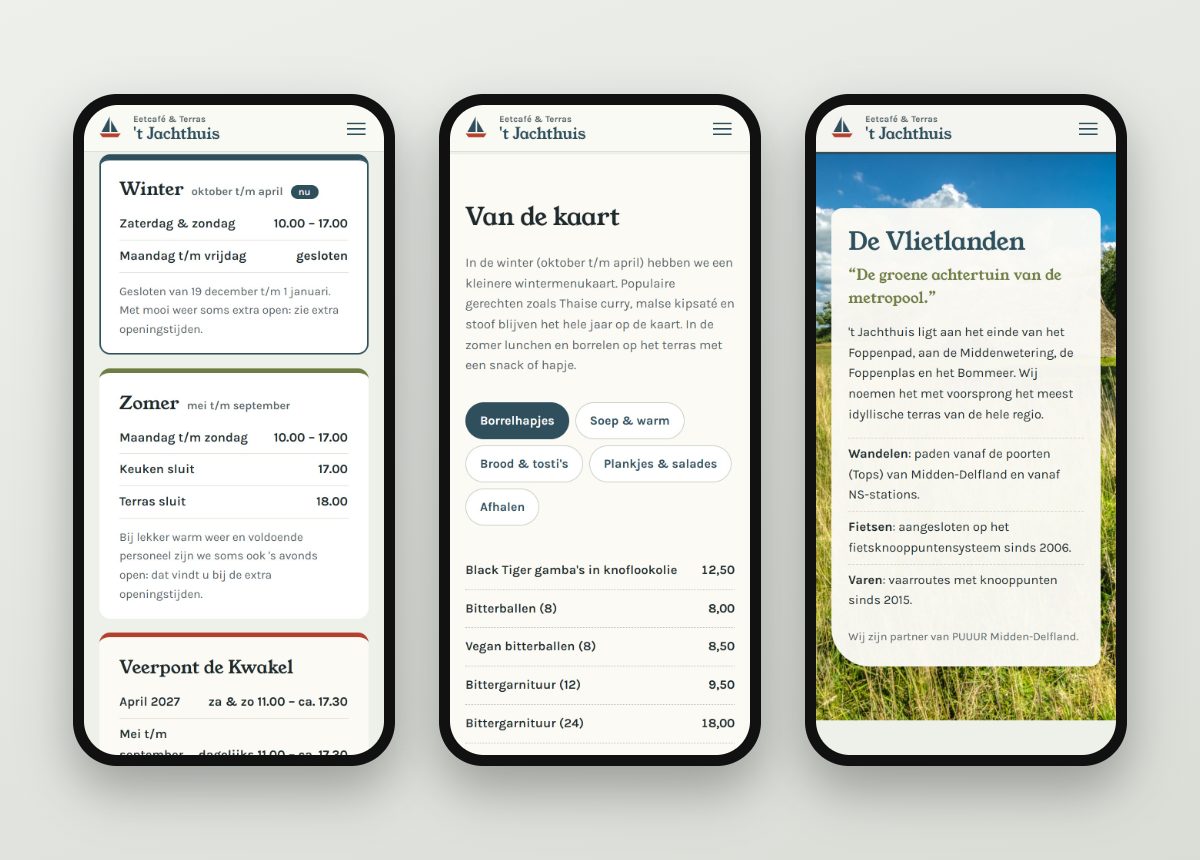 Eetcafé & Terras
't Jachthuis
Winter oktober t/m april nu
Zaterdag & zondag 10.00 – 17.00
Maandag t/m vrijdag gesloten
Gesloten van 19 december t/m 1 januari.
Met mooi weer soms extra open: zie extra
openingstijden.
Zomer mei t/m september
Maandag t/m zondag 10.00 – 17.00
Keuken sluit 17.00
Terras sluit 18.00
Bij lekker warm weer en voldoende
personeel zijn we soms ook 's avonds
open: dat vindt u bij de extra
openingstijden.
Veerpont de Kwakel
April 2027 za & zo 11.00 – ca. 17.30
Mei t/m
september dagelijks 11.00 – ca. 17.30
Eetcafé & Terras
't Jachthuis
Van de kaart
In de winter (oktober t/m april) hebben we een
kleinere wintermenukaart. Populaire
gerechten zoals Thaise curry, malse kipsaté en
stoof blijven het hele jaar op de kaart. In de
zomer lunchen en borrelen op het terras met
een snack of hapje.
Borrelhapjes Soep & warm
Brood & tosti's Plankjes & salades
Afhalen
Black Tiger gamba's in knoflookolie 12,50
Bitterballen (8) 8,00
Vegan bitterballen (8) 8,50
Bittergarnituur (12) 9,50
Bittergarnituur (24) 18,00
Eetcafé & Terras
't Jachthuis
De Vlietlanden
“De groene achtertuin van de
metropool.”
't Jachthuis ligt aan het einde van het
Foppenpad, aan de Middenwetering, de
Foppenplas en het Bommeer. Wij
noemen het met voorsprong het meest
idyllische terras van de hele regio.
Wandelen: paden vanaf de poorten
(Tops) van Midden-Delfland en vanaf
NS-stations.
Fietsen: aangesloten op het
fietsknooppuntensysteem sinds 2006.
Varen: vaarroutes met knooppunten
sinds 2015.
Wij zijn partner van PUUUR Midden-Delfland.